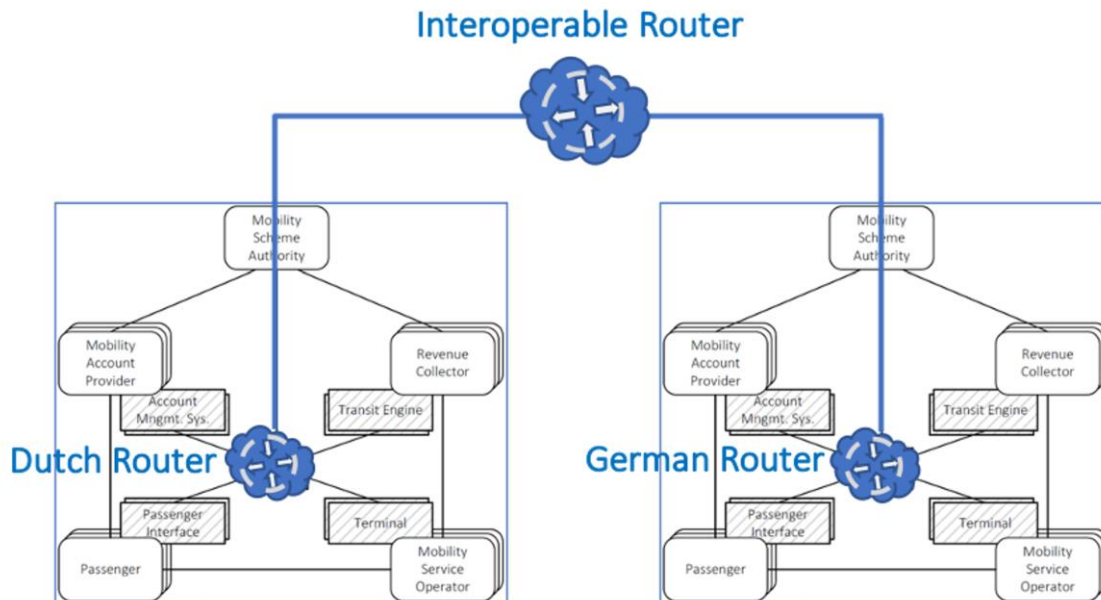 Interoperable Router
Mobility
Scheme
Authority
Mobility
Account
Provider
Revenue
Collector
Account
Mngmt. Sys.
Transit Engine
Dutch Router
Passenger
Interface
Terminal
Passenger
Mobility
Service
Operator
Mobility
Scheme
Authority
Mobility
Account
Provider
Revenue
Collector
Account
Mngmt. Sys.
Transit Engine
German Router
Passenger
Interface
Terminal
Passenger
Mobility
Service
Operator